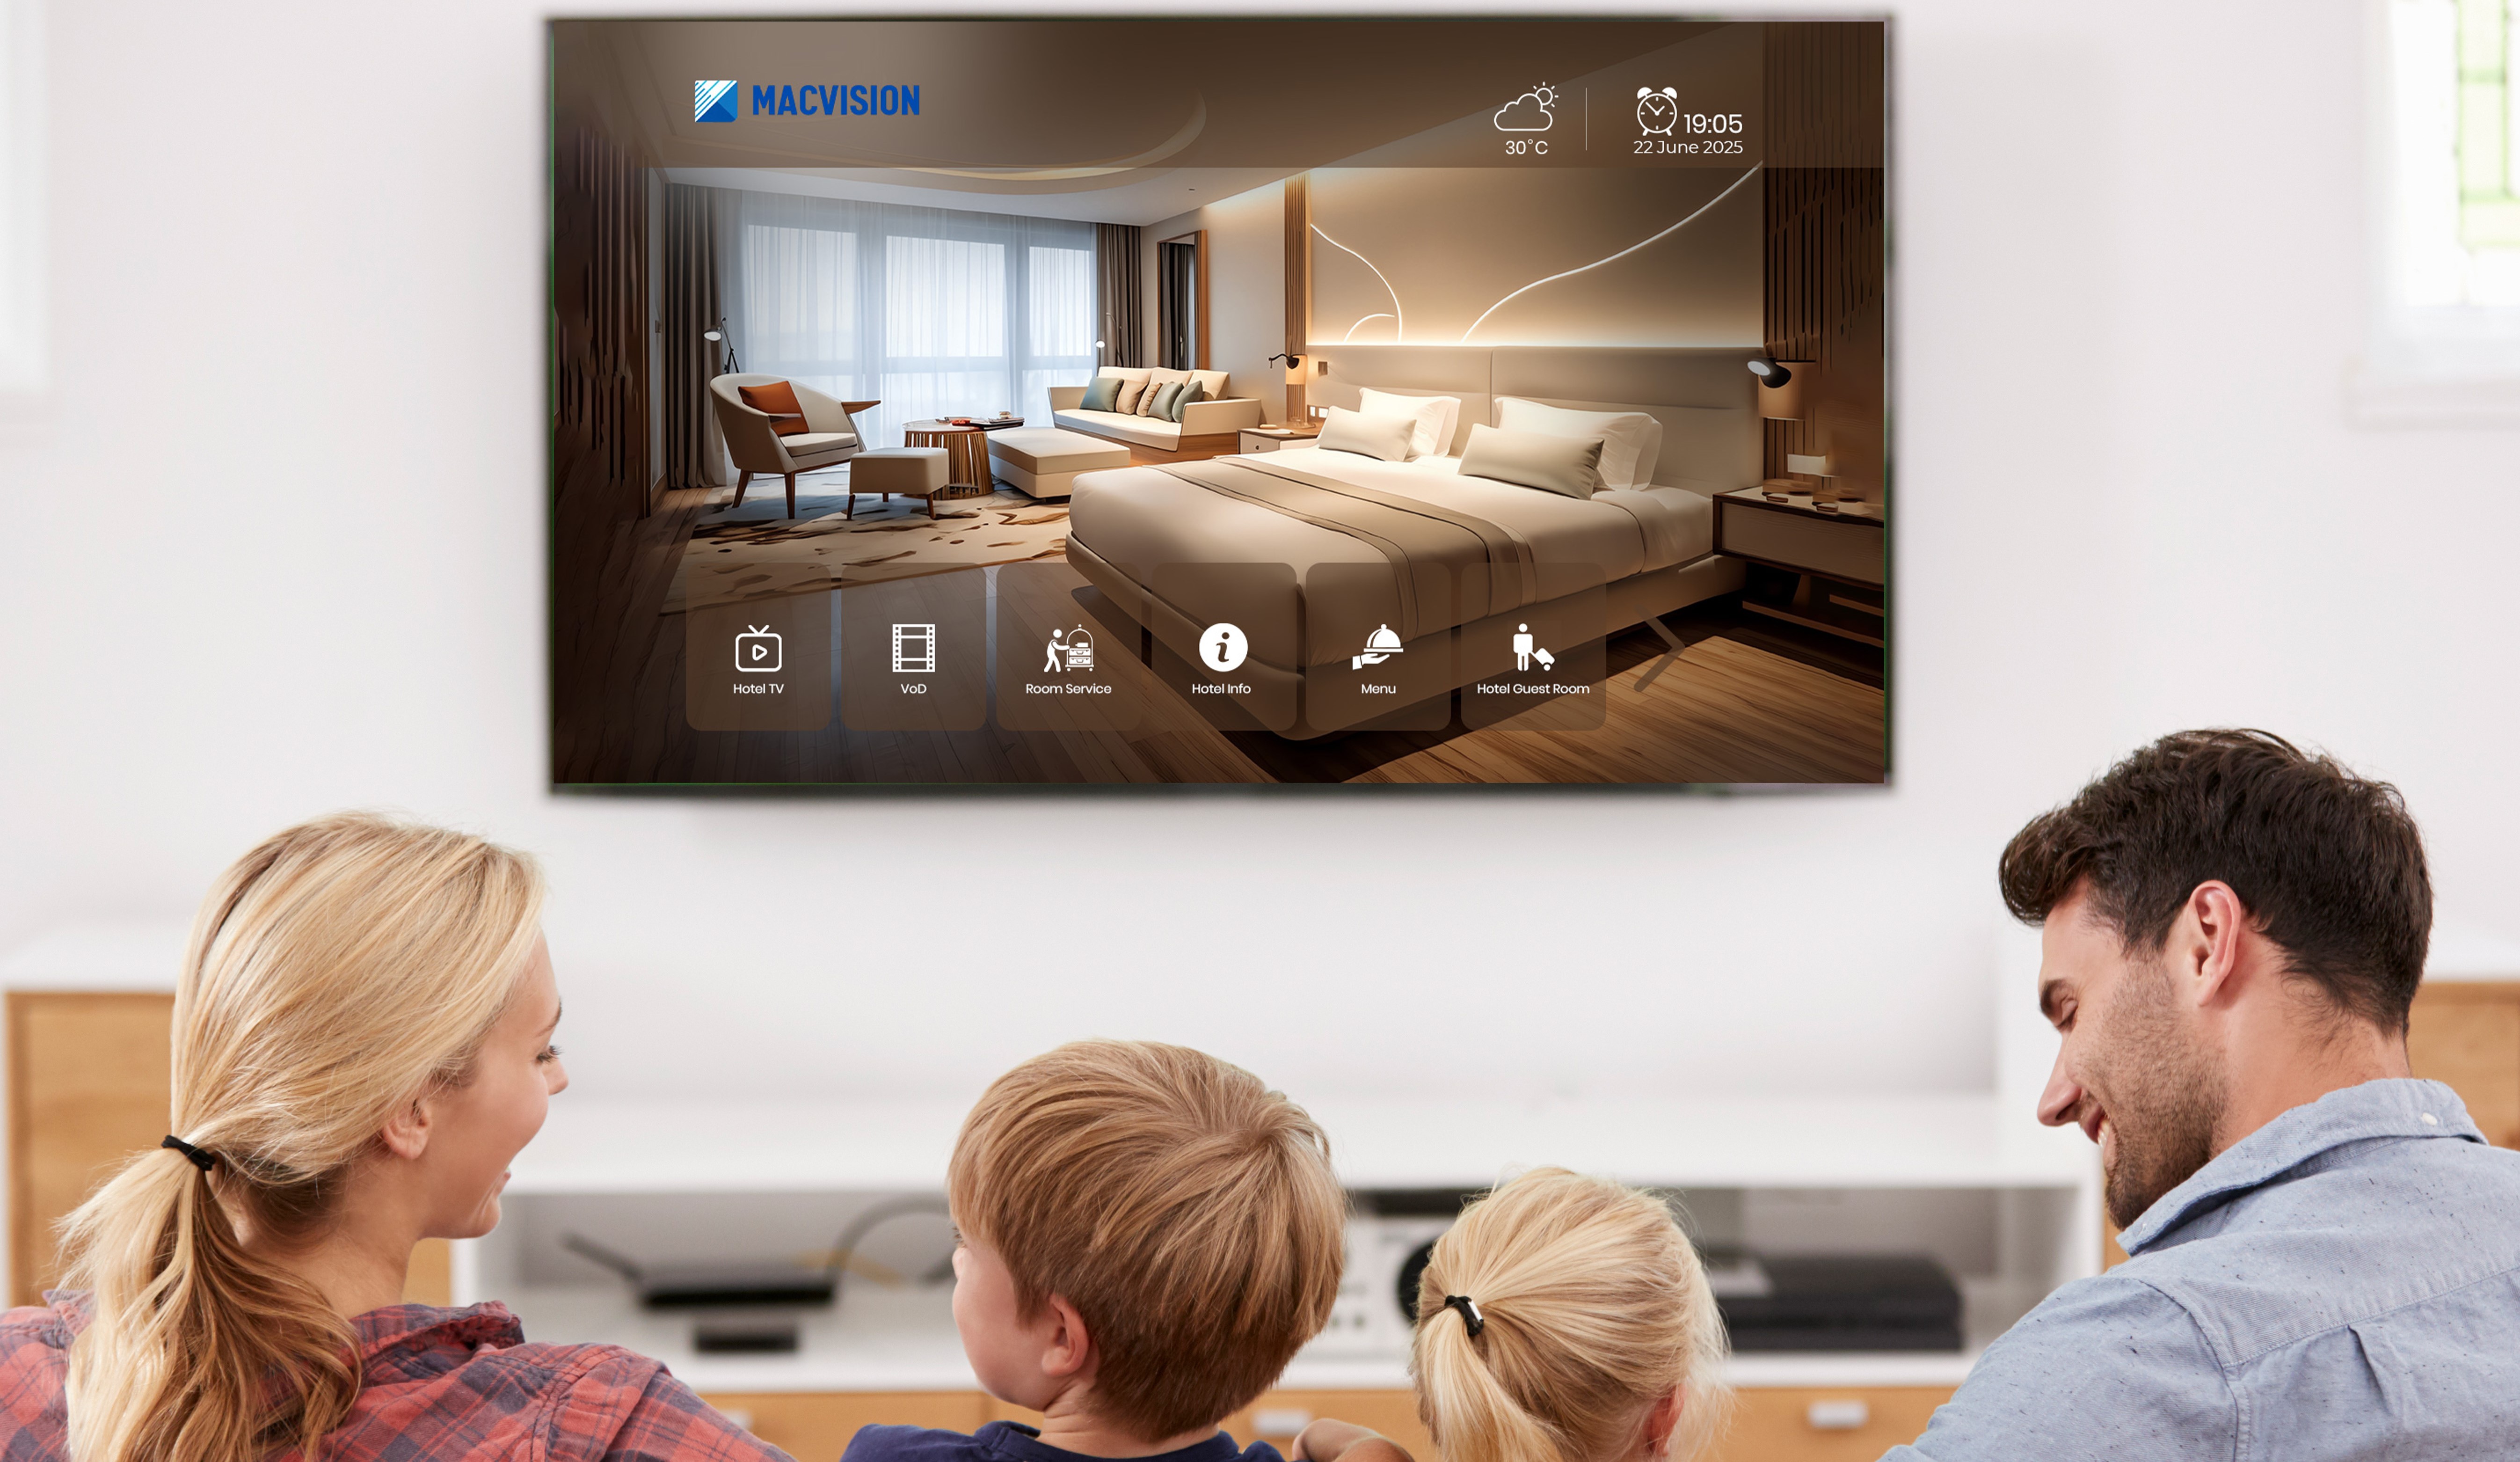 MACVISION
30°C
19:05
22 June 2025
Hotel TV
VoD
Room Service
Hotel Info
Menu
Hotel Guest Room